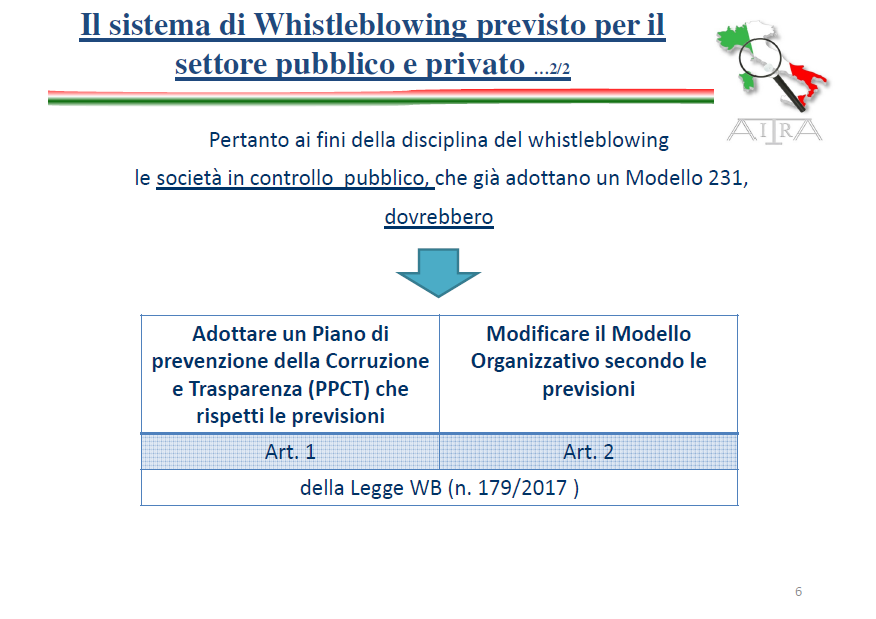 Il sistema di Whistleblowing previsto per il
settore pubblico e privato ...2/2
AITRA
Pertanto ai fini della disciplina del whistleblowing
le società in controllo pubblico, che già adottano un Modello 231,
dovrebbero
Adottare un Piano di
prevenzione della Corruzione
e Trasparenza (PPCT) che
rispetti le previsioni
Modificare il Modello
Organizzativo secondo le
previsioni
Art. 1
Art. 2
della Legge WB (n. 179/2017 )
6